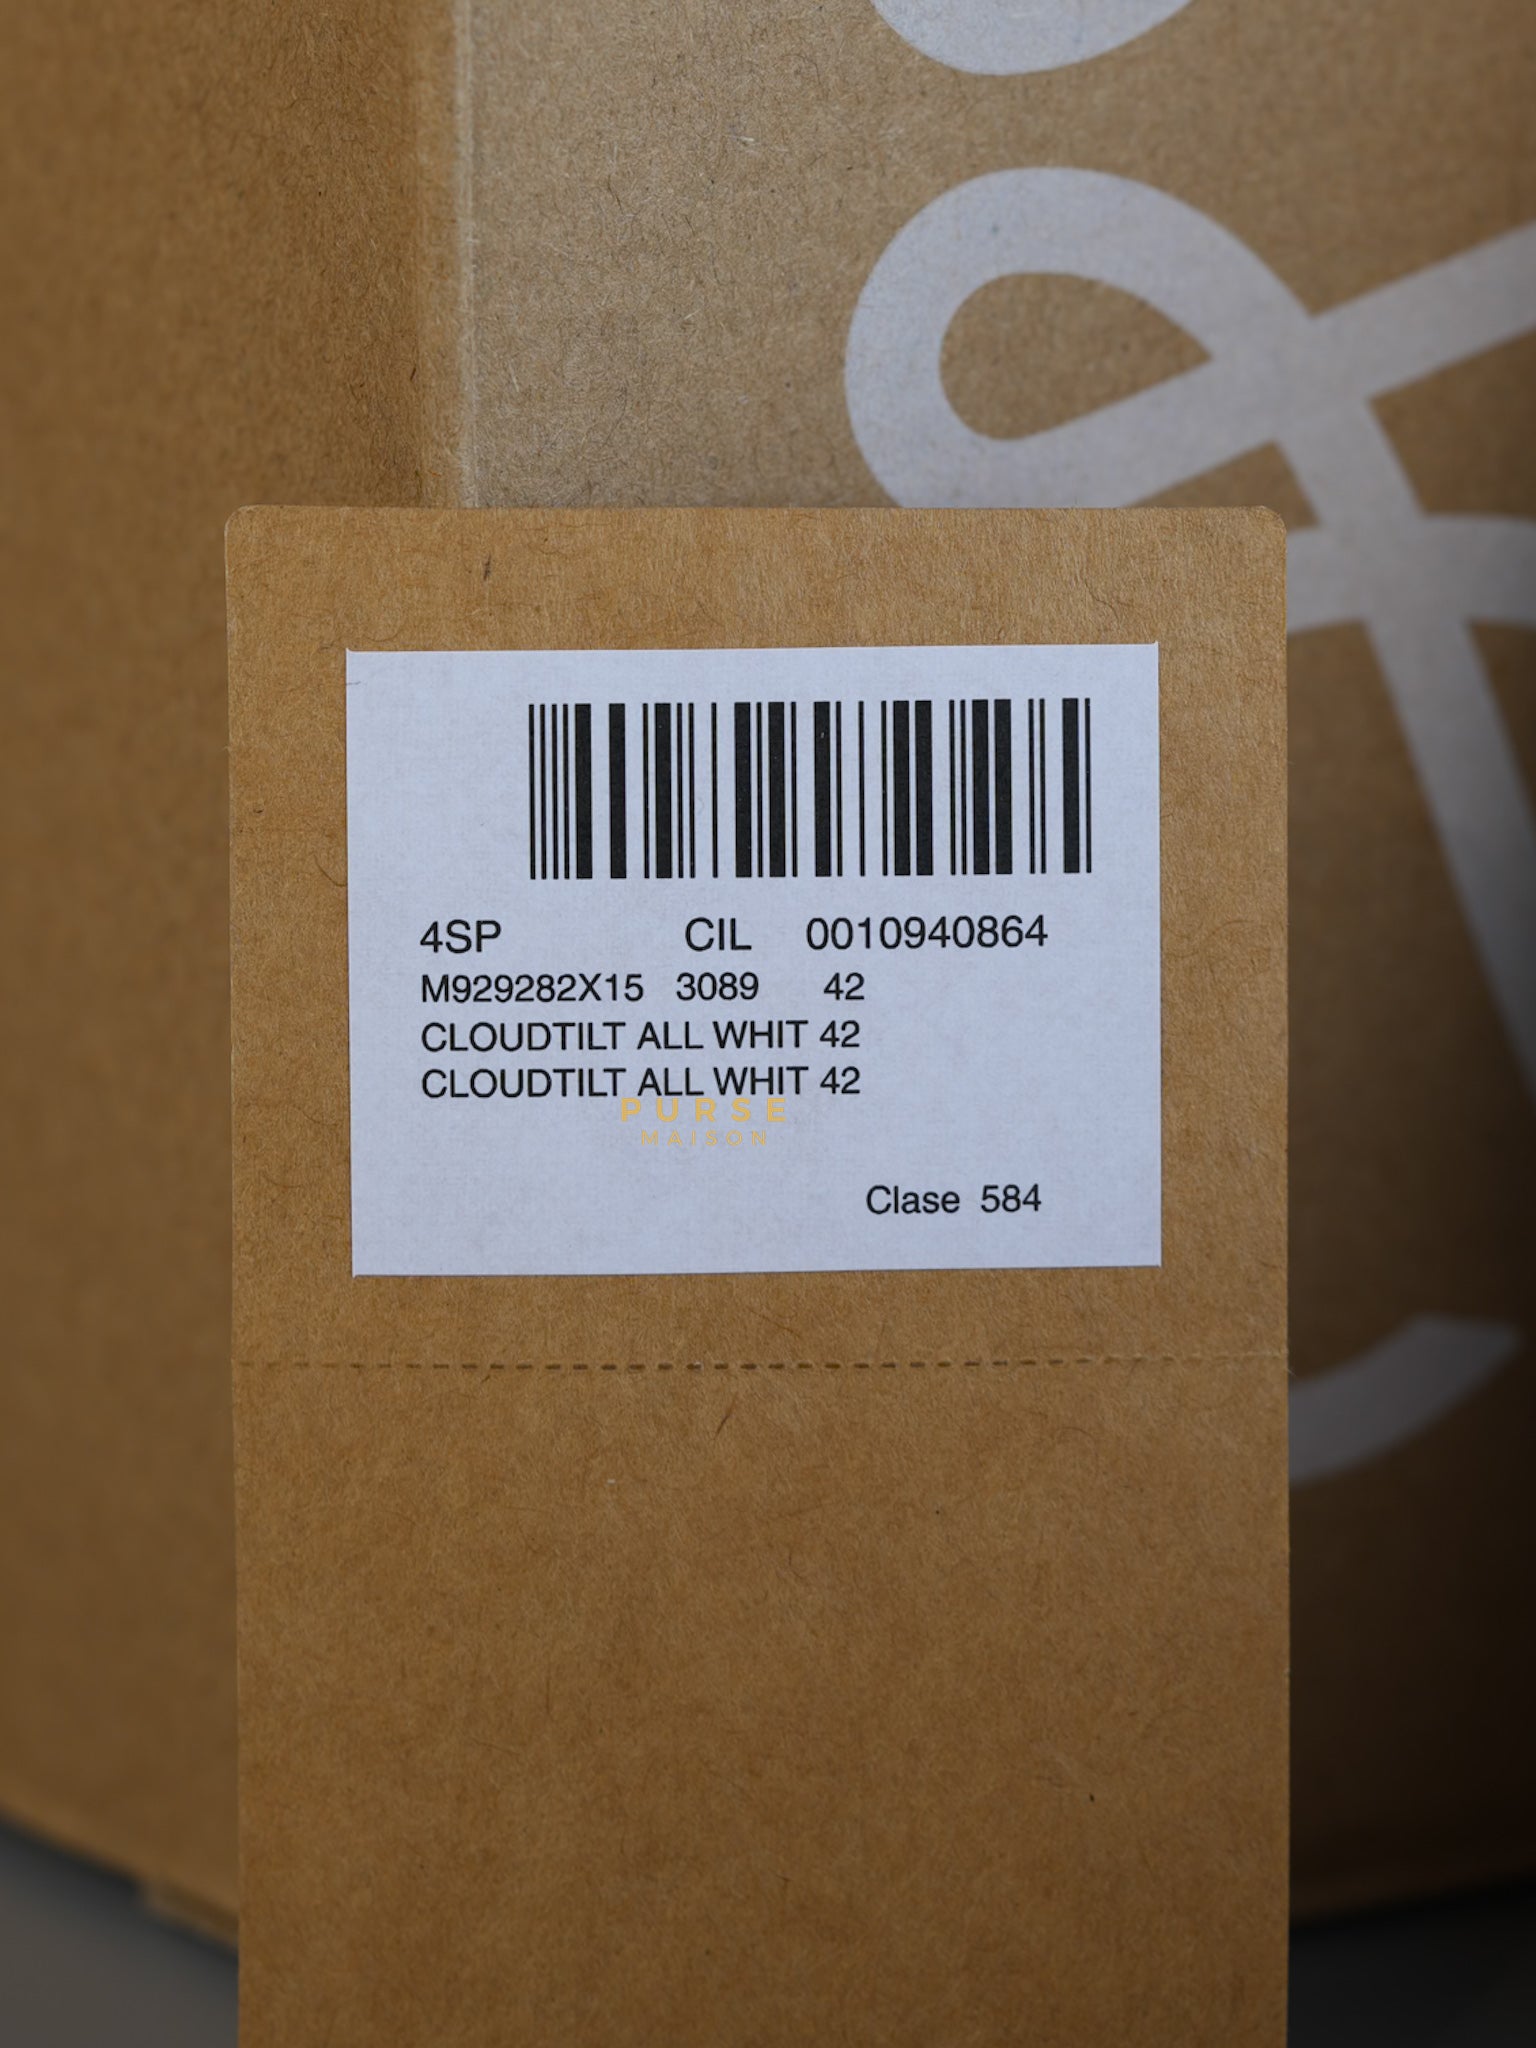 4SP CIL 0010940864
M929282X15 3089 42
CLOUDTILT ALL WHIT 42
CLOUDTILT ALL WHIT 42
PURSE
MAISON
Clase 584